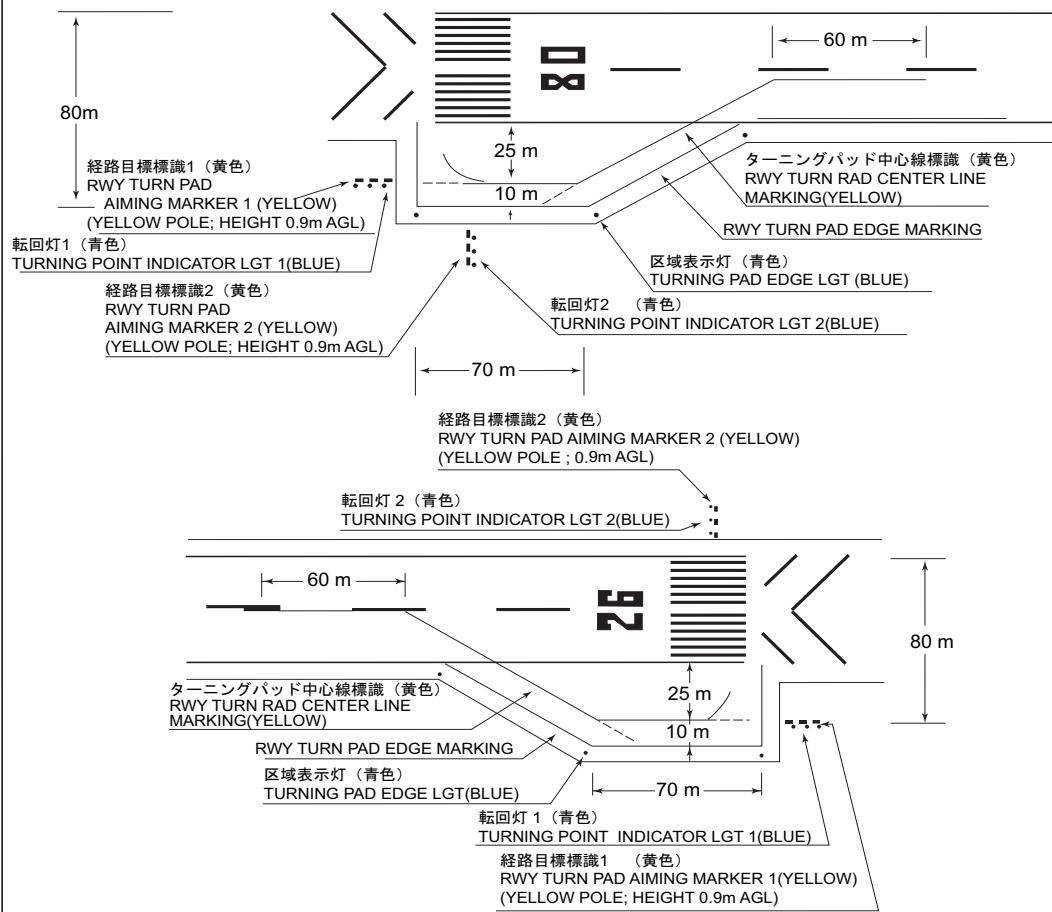 60 m
80m
08
25 m
10 m
経路目標標識1（黄色）
RWY TURN PAD
AIMING MARKER 1 (YELLOW)
(YELLOW POLE; HEIGHT 0.9m AGL)
転回灯1（青色）
TURNING POINT INDICATOR LGT 1(BLUE)
経路目標標識2（黄色）
RWY TURN PAD
AIMING MARKER 2 (YELLOW)
(YELLOW POLE; HEIGHT 0.9m AGL)
ターニングパッド中心線標識（黄色）
RWY TURN RAD CENTER LINE
MARKING(YELLOW)
RWY TURN PAD EDGE MARKING
区域表示灯（青色）
TURNING PAD EDGE LGT (BLUE)
転回灯2 （青色）
TURNING POINT INDICATOR LGT 2(BLUE)
70 m
経路目標標識2（黄色）
RWY TURN PAD AIMING MARKER 2 (YELLOW)
(YELLOW POLE ; 0.9m AGL)
転回灯 2（青色）
TURNING POINT INDICATOR LGT 2(BLUE)
60 m
26
80 m
25 m
10 m
ターニングパッド中心線標識（黄色）
RWY TURN RAD CENTER LINE
MARKING(YELLOW)
RWY TURN PAD EDGE MARKING
区域表示灯（青色）
TURNING PAD EDGE LGT(BLUE)
70 m
転回灯 1（青色）
TURNING POINT INDICATOR LGT 1(BLUE)
経路目標標識1 （黄色）
RWY TURN PAD AIMING MARKER 1(YELLOW)
(YELLOW POLE; HEIGHT 0.9m AGL)